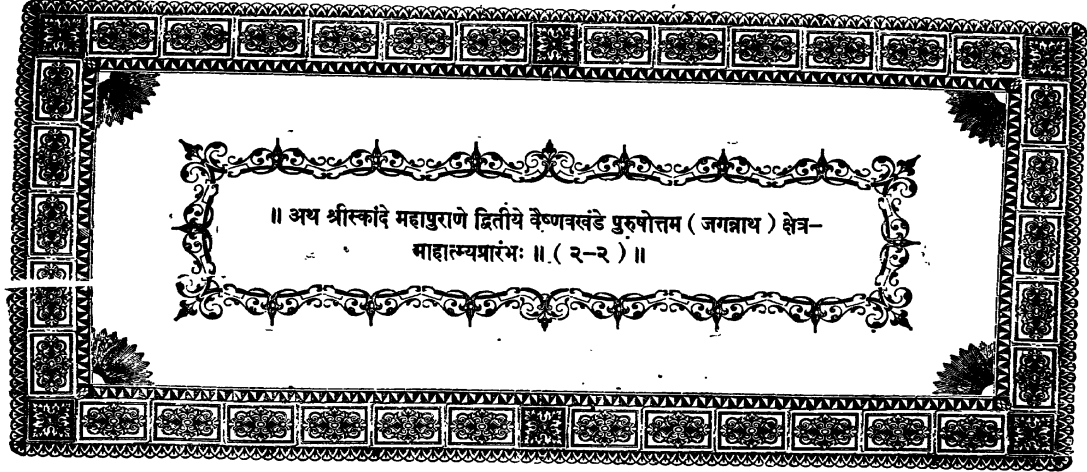 ॥ अथ श्रीस्कांदे महापुराणे द्वितीये वैष्णवखंडे पुरुषोत्तम ( जगन्नाथ ) क्षेत्र–
माहात्म्यप्रारंभः ॥ ( २–२ ) ॥